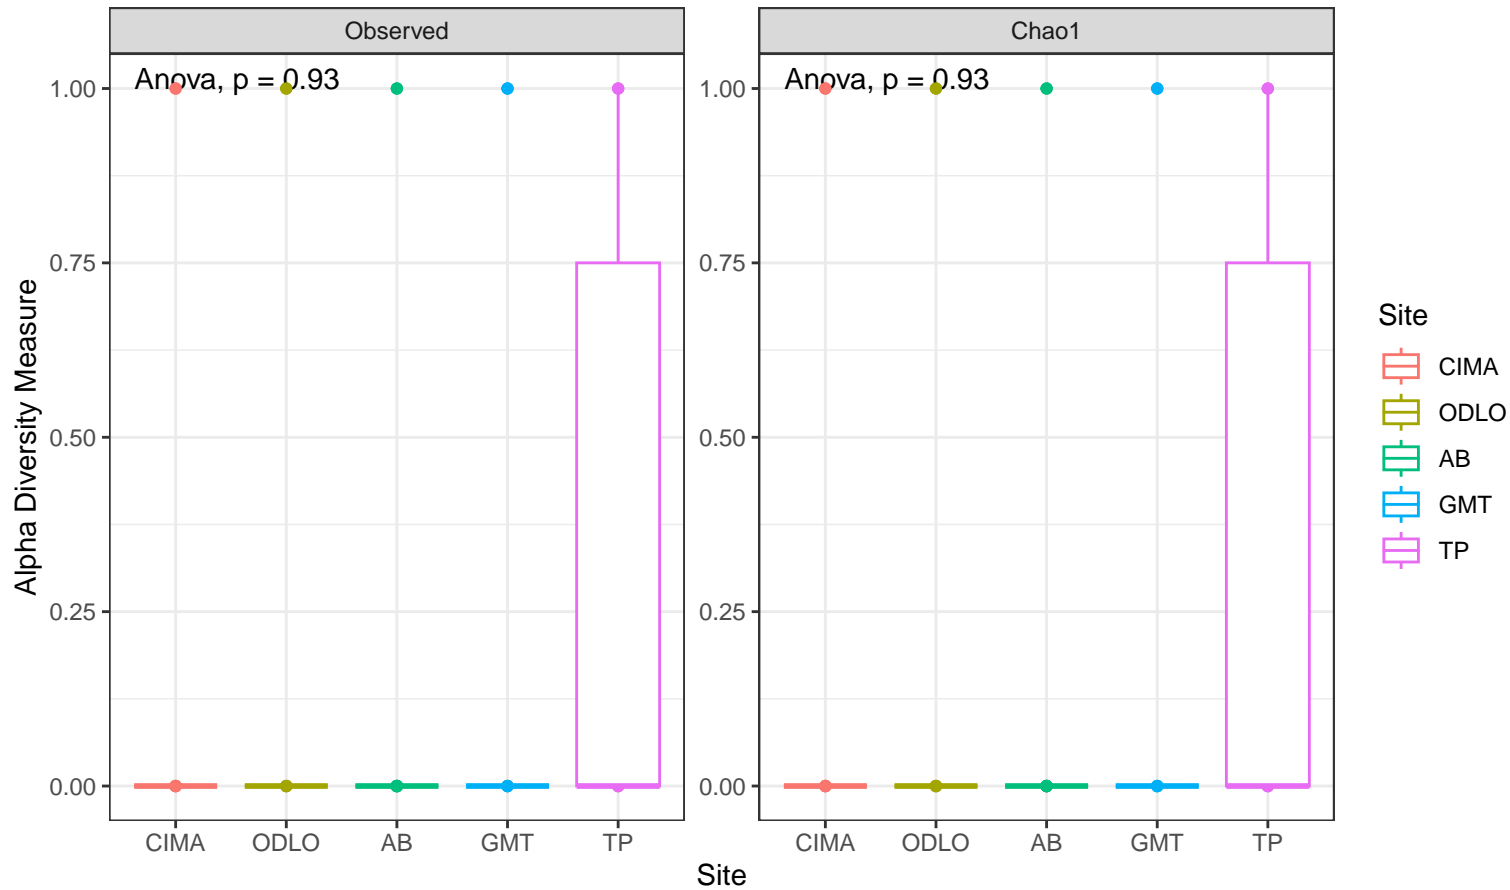 Observed
Chao1
Anova, p = 0.93
Anova, p = 0.93
1.00
0.75
0.50
0.25
0.00
1.00
0.75
0.50
0.25
0.00
Alpha Diversity Measure
CIMA ODLO AB GMT TP
CIMA ODLO AB GMT TP
Site
Site
CIMA
ODLO
AB
GMT
TP